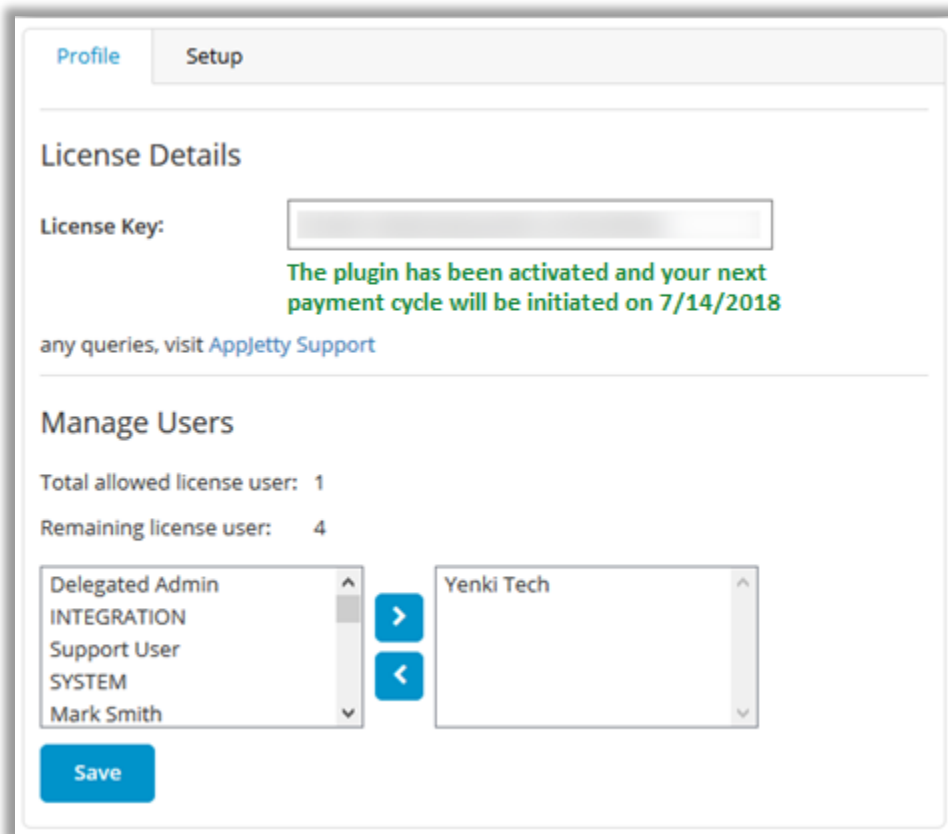 Profile Setup
License Details
License Key:
The plugin has been activated and your next
payment cycle will be initiated on 7/14/2018
any queries, visit AppJetty Support
Manage Users
Total allowed license user: 1
Remaining license user: 4
Delegated Admin
INTEGRATION
Support User
SYSTEM
Mark Smith
Yenki Tech
Save